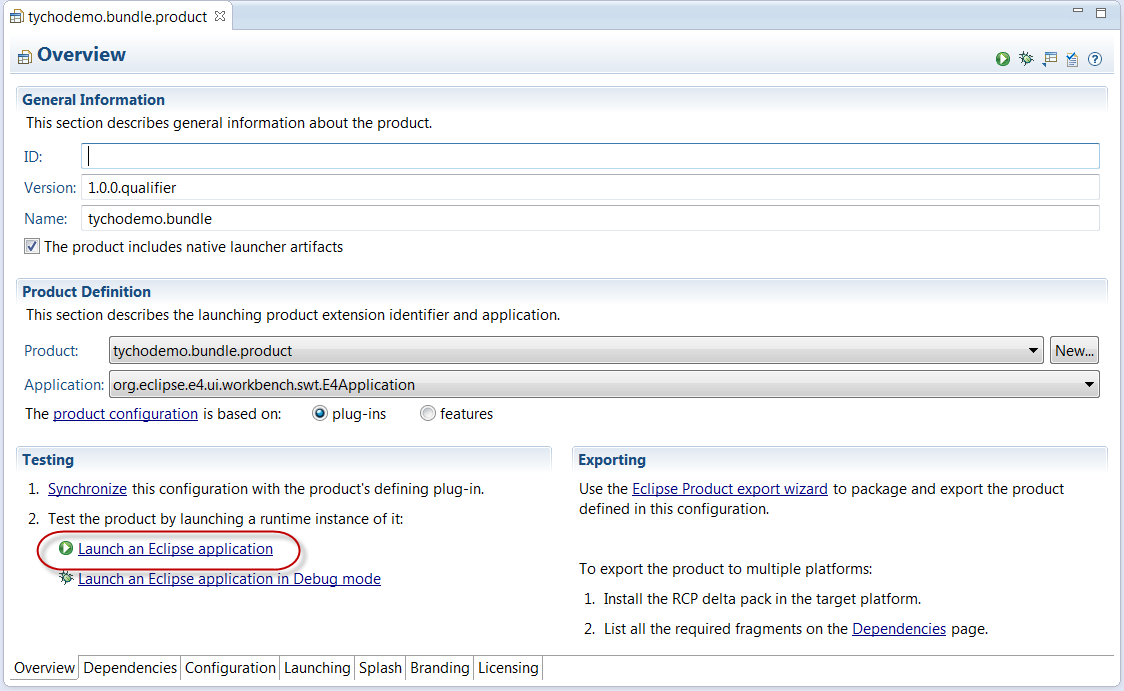 tychodemo.bundle.product
Overview
General Information
This section describes general information about the product.
ID:
Version: 1.0.0.qualifier
Name: tychodemo.bundle
The product includes native launcher artifacts
Product Definition
This section describes the launching product extension identifier and application.
Product: tychodemo.bundle.product New...
Application: org.eclipse.e4.ui.workbench.swt.E4Application
The product configuration is based on: plug-ins features
Testing
1. Synchronize this configuration with the product's defining plug-in.
2. Test the product by launching a runtime instance of it:
Launch an Eclipse application
Launch an Eclipse application in Debug mode
Exporting
Use the Eclipse Product export wizard to package and export the product
defined in this configuration.
To export the product to multiple platforms:
1. Install the RCP delta pack in the target platform.
2. List all the required fragments on the Dependencies page.
Overview Dependencies Configuration Launching Splash Branding Licensing